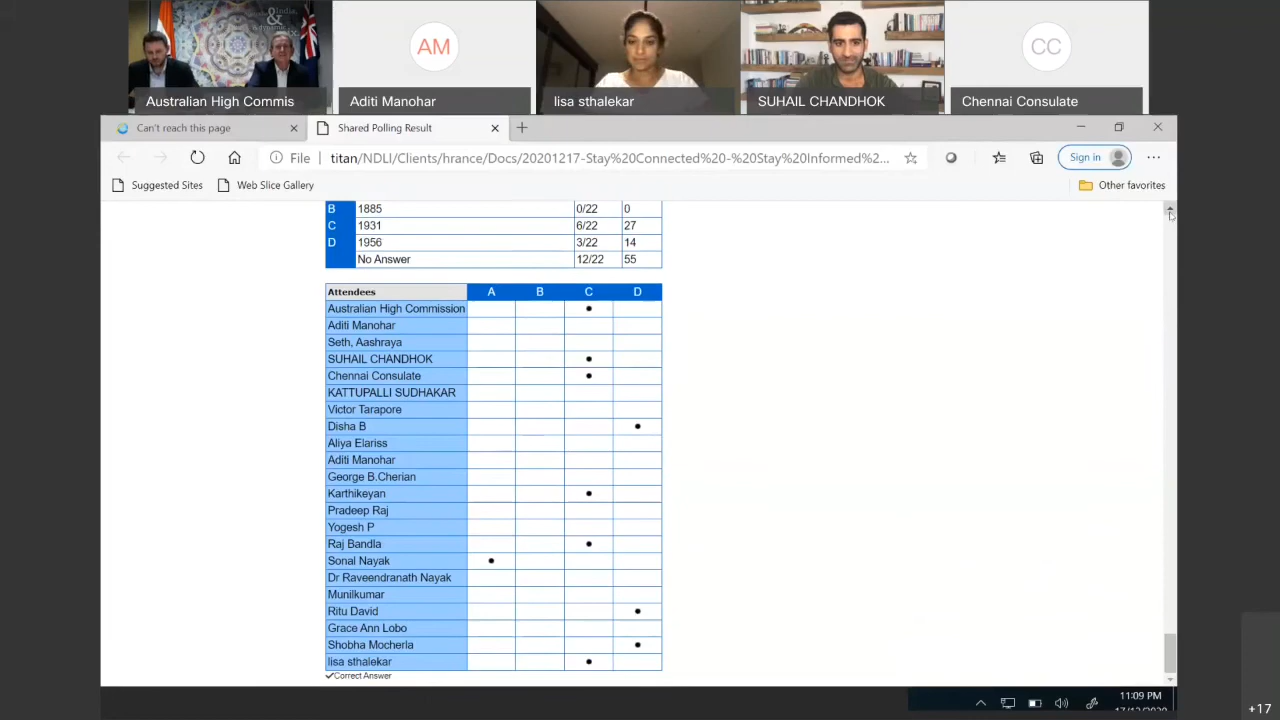 India,
&
AM
CC
Australian High Commis
Aditi Manohar
lisa sthalekar
SUHAIL CHANDHOK
Chennai Consulate
Can't reach this page
Shared Polling Result
File titan/NDLI/Clients/hrance/Docs/20201217-Stay%20Connected%20-%20Stay%20Informed%2...
Sign in
Suggested Sites
Web Slice Gallery
Other favorites
B 1885 0/22 0
C 1931 6/22 27
D 1956 3/22 14
No Answer 12/22 55
Attendees A B C D
Australian High Commission
Aditi Manohar
Seth, Aashraya
SUHAIL CHANDHOK
Chennai Consulate
KATTUPALLI SUDHAKAR
Victor Tarapore
Disha B
Aliya Elariss
Aditi Manohar
George B.Cherian
Karthikeyan
Pradeep Raj
Yogesh P
Raj Bandla
Sonal Nayak
Dr Raveendranath Nayak
Munilkumar
Ritu David
Grace Ann Lobo
Shobha Mocherla
lisa sthalekar
✓Correct Answer
11:09 PM
17/12/2020
+17